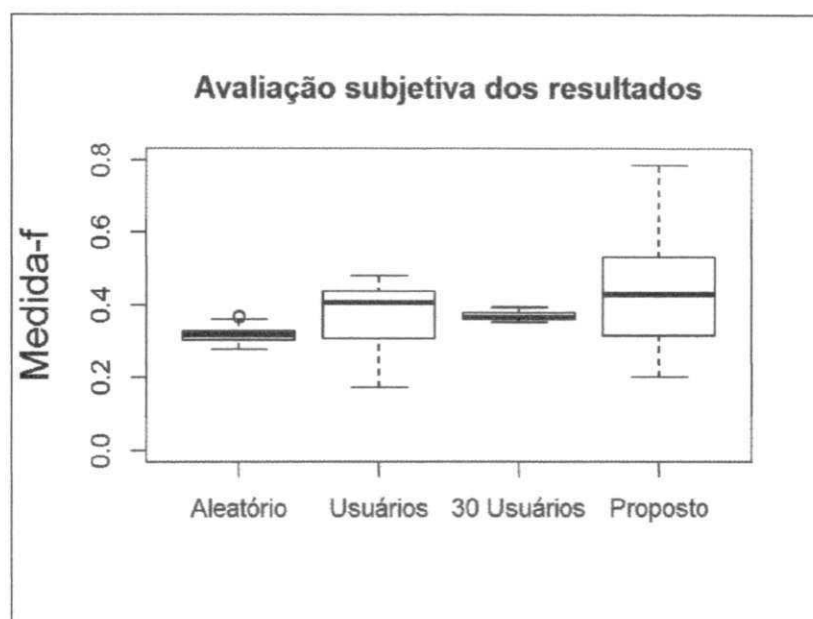 Avaliação subjetiva dos resultados
Medida-f
0.8
0.6
0.4
0.2
0.0
Aleatório Usuários 30 Usuários Proposto